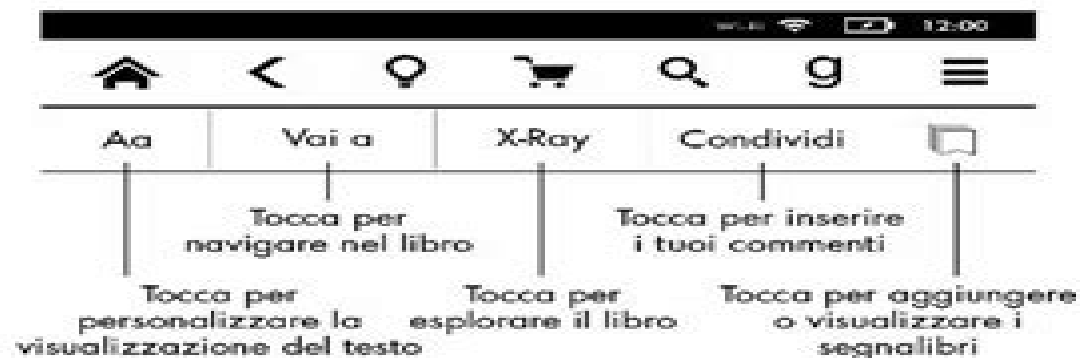 12:00
g
Aa Vai a X-Ray Condividi
Tocca per
navigare nel libro
Tocca per inserire
i tuoi commenti
Tocca per
personalizzare la
visualizzazione del testo
Tocca per
esplorare il libro
Tocca per aggiungere
o visualizzare i
segnalibri